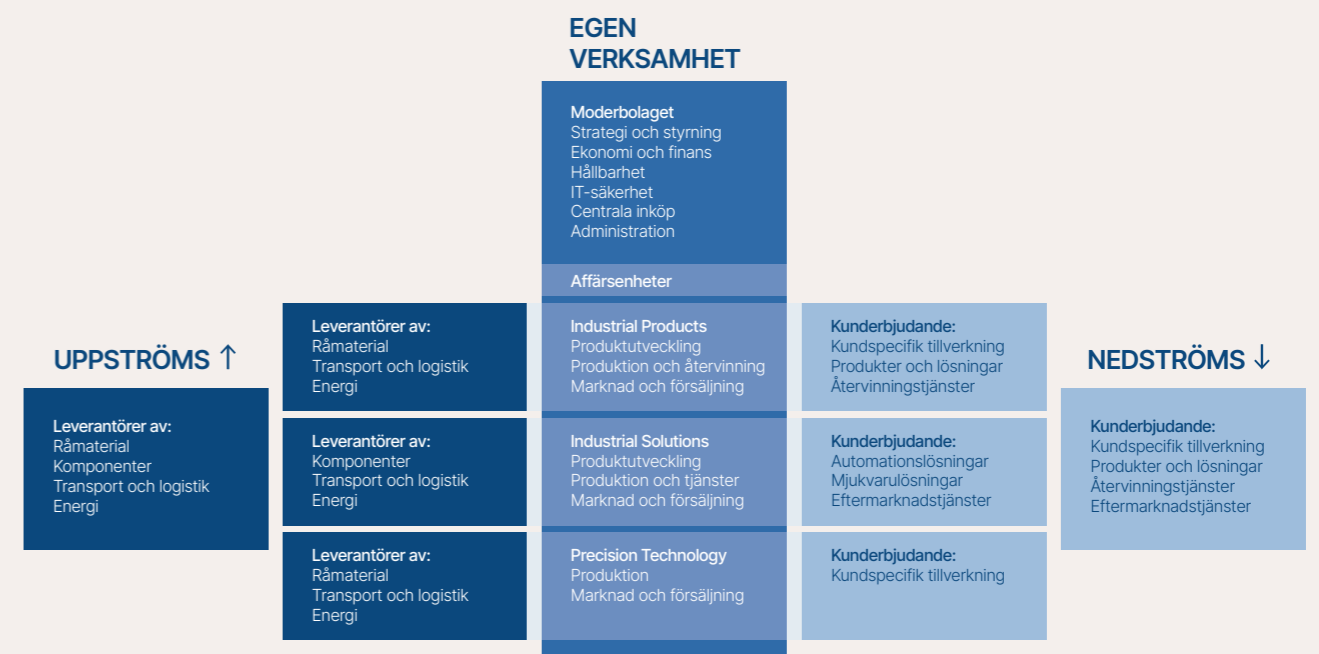 EGEN
VERKSAMHET
Moderbolaget
Strategi och styrning
Ekonomi och finans
Hållbarhet
IT-säkerhet
Centrala inköp
Administration
Affärsenheter
UPPSTRÖMS ↑
Leverantörer av:
Råmaterial
Komponenter
Transport och logistik
Energi
Leverantörer av:
Råmaterial
Transport och logistik
Energi
Industrial Products
Produktutveckling
Produktion och återvinning
Marknad och försäljning
Kunderbjudande:
Kundspecifik tillverkning
Produkter och lösningar
Återvinningstjänster
Leverantörer av:
Komponenter
Transport och logistik
Energi
Industrial Solutions
Produktutveckling
Produktion och tjänster
Marknad och försäljning
Kunderbjudande:
Automationslösningar
Mjukvarulösningar
Eftermarknadstjänster
Leverantörer av:
Råmaterial
Transport och logistik
Energi
Precision Technology
Produktion
Marknad och försäljning
Kunderbjudande:
Kundspecifik tillverkning
NEDSTRÖMS ↓
Kunderbjudande:
Kundspecifik tillverkning
Produkter och lösningar
Återvinningstjänster
Eftermarknadstjänster